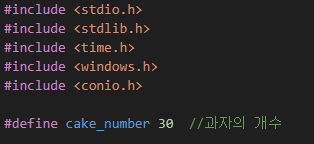 #include <stdio.h>
#include <stdlib.h>
#include <time.h>
#include <windows.h>
#include <conio.h>
#define cake_number 30 //과자의 개수